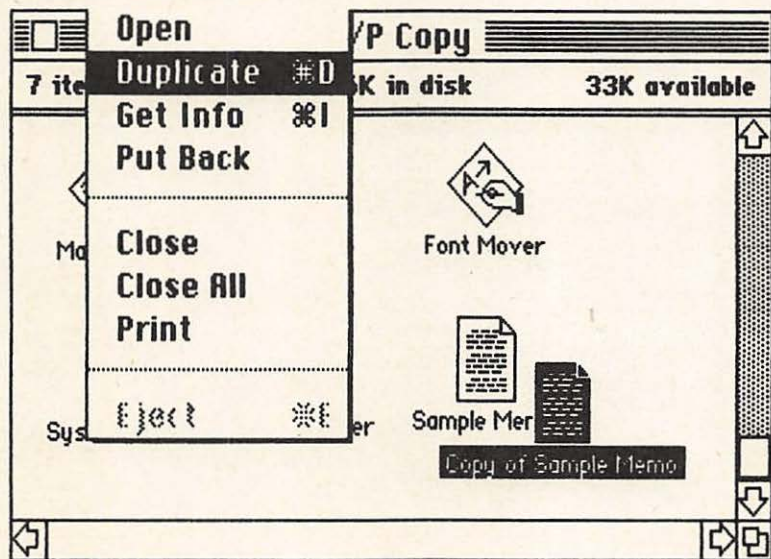 Open
/P Copy
7 ite
Duplicate ⌘D
K in disk
33K available
Get Info ⌘I
Put Back
Close
Close All
Print
Eject ⌘E
Ma
Font Mover
Sys
er
Sample Mer
Copy of Sample Memo